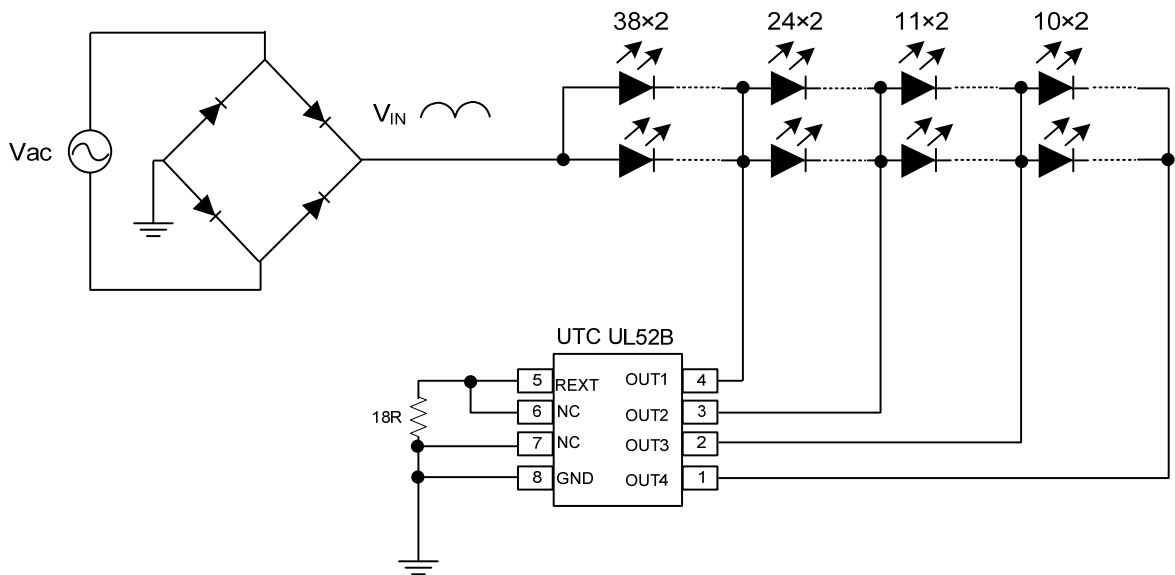 38×2 24×2 11×2 10×2
VIN
Vac
UTC UL52B
5 REXT OUT1 4
6 NC OUT2 3
18R
7 NC OUT3 2
8 GND OUT4 1